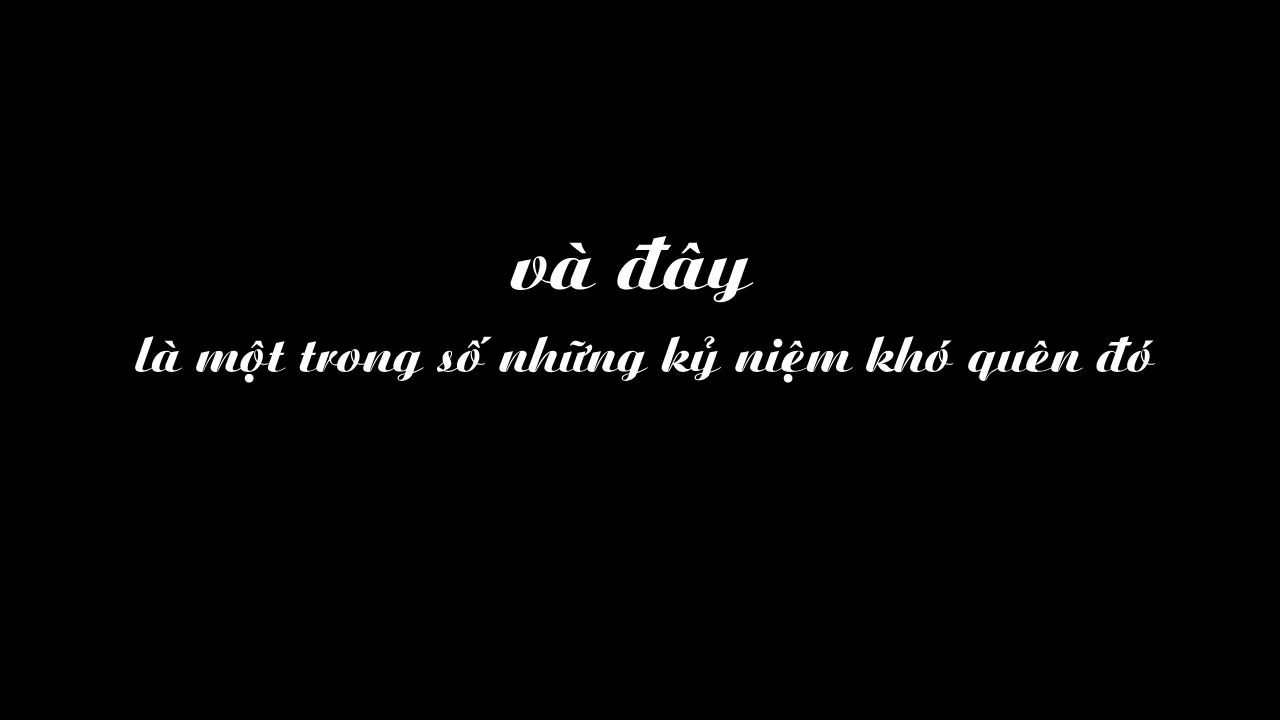 và đây
là một trong số những kỷ niệm khó quên đó